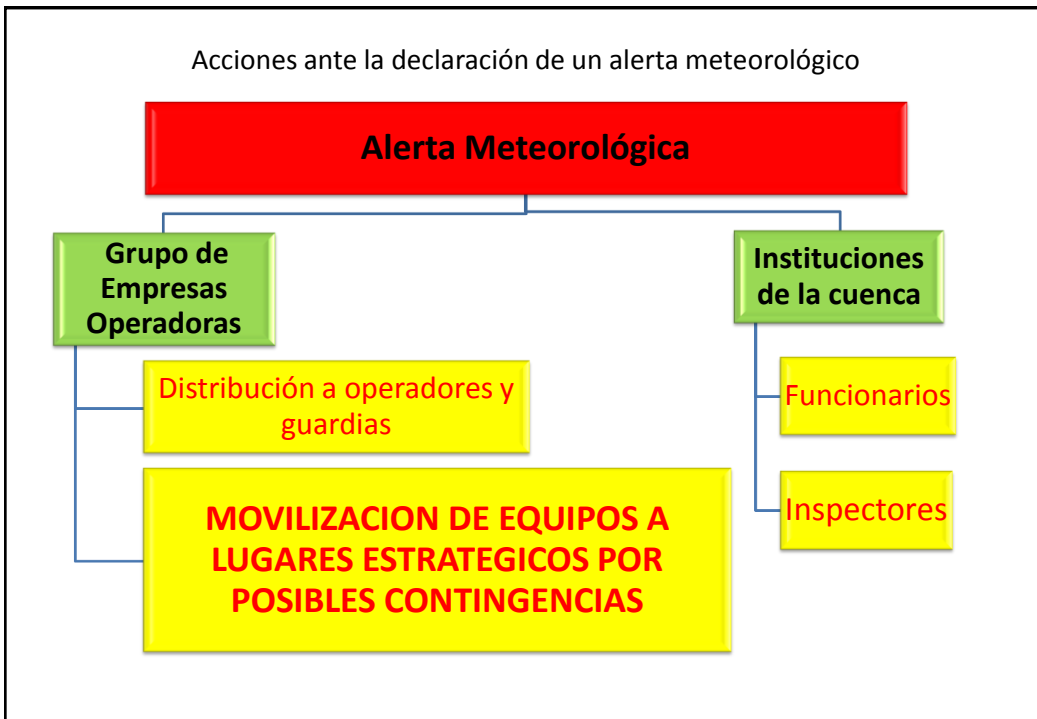 Acciones ante la declaración de un alerta meteorológico
Alerta Meteorológica
Grupo de
Empresas
Operadoras
Distribución a operadores y
guardias
MOVILIZACION DE EQUIPOS A
LUGARES ESTRATEGICOS POR
POSIBLES CONTINGENCIAS
Instituciones
de la cuenca
Funcionarios
Inspectores